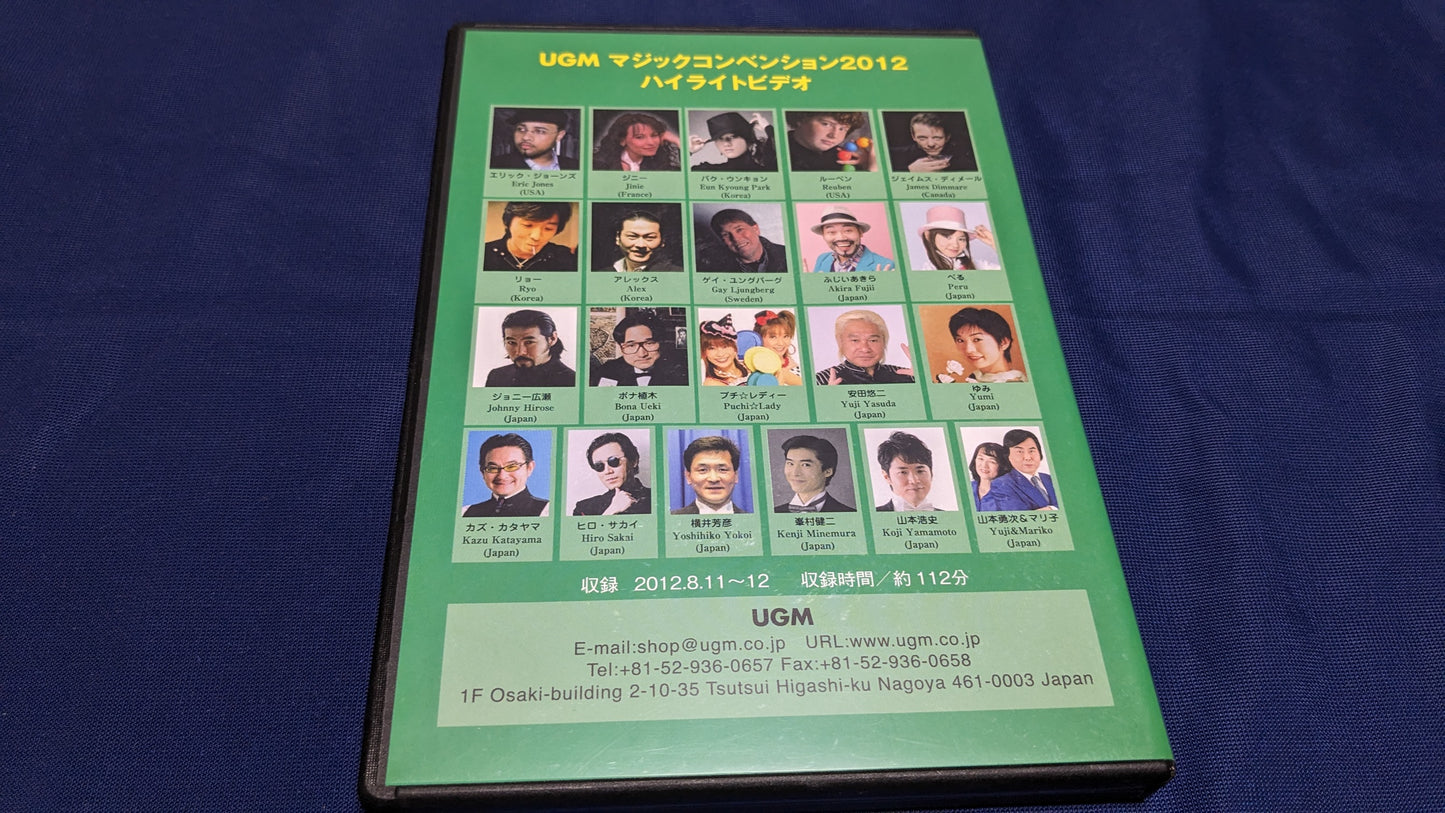 UGM マジックコンベンション2012
ハイライトビデオ
エリック・ジョーンズ
Eric Jones
(USA)
ジニー
Jinie
(France)
パク・ウンキョン
Eun Kyoung Park
(Korea)
ルーベン
Reuben
(USA)
ジェイムス・ディメール
James Dimmare
(Canada)
リョー
Ryo
(Korea)
アレックス
Alex
(Korea)
ゲイ・ユングバーグ
Gay Ljungberg
(Sweden)
ふじいあきら
Akira Fujii
(Japan)
ぺる
Peru
(Japan)
ジョニー広瀬
Johnny Hirose
(Japan)
ボナ植木
Bona Ueki
(Japan)
プチ☆レディー
Puchi☆Lady
(Japan)
安田悠二
Yuji Yasuda
(Japan)
ゆみ
Yumi
(Japan)
カズ・カタヤマ
Kazu Katayama
(Japan)
ヒロ・サカイ
Hiro Sakai
(Japan)
横井芳彦
Yoshihiko Yokoi
(Japan)
峯村健二
Kenji Minemura
(Japan)
山本浩史
Koji Yamamoto
(Japan)
山本勇次&マリ子
Yuji&Mariko
(Japan)
収録 2012.8.11〜12 収録時間／約 112分
UGM
E-mail:shop@ugm.co.jp URL:www.ugm.co.jp
Tel:+81-52-936-0657 Fax:+81-52-936-0658
1F Osaki-building 2-10-35 Tsutsui Higashi-ku Nagoya 461-0003 Japan